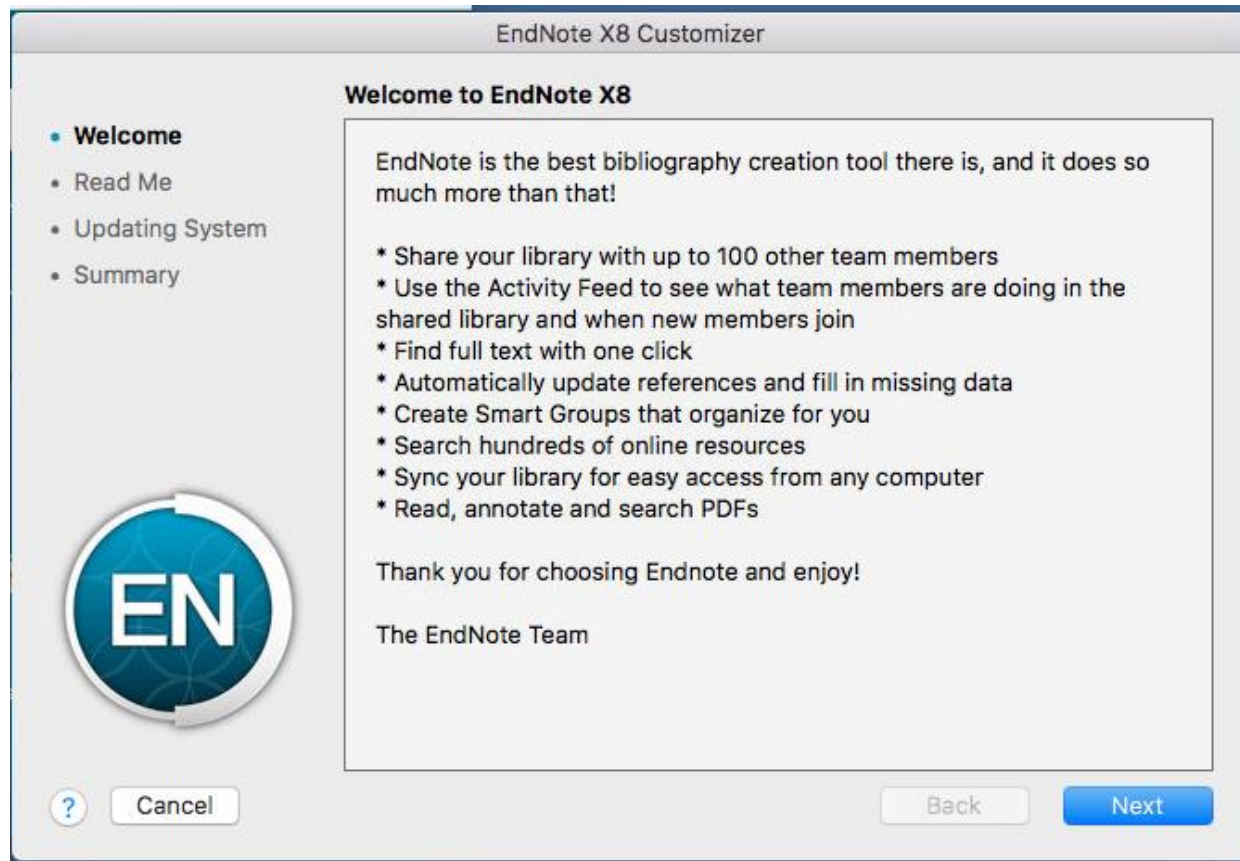 EndNote X8 Customizer
Welcome to EndNote X8
• Welcome
• Read Me
• Updating System
• Summary
EndNote is the best bibliography creation tool there is, and it does so
much more than that!
* Share your library with up to 100 other team members
* Use the Activity Feed to see what team members are doing in the
shared library and when new members join
* Find full text with one click
* Automatically update references and fill in missing data
* Create Smart Groups that organize for you
* Search hundreds of online resources
* Sync your library for easy access from any computer
* Read, annotate and search PDFs
Thank you for choosing Endnote and enjoy!
The EndNote Team
EN
? Cancel Back Next